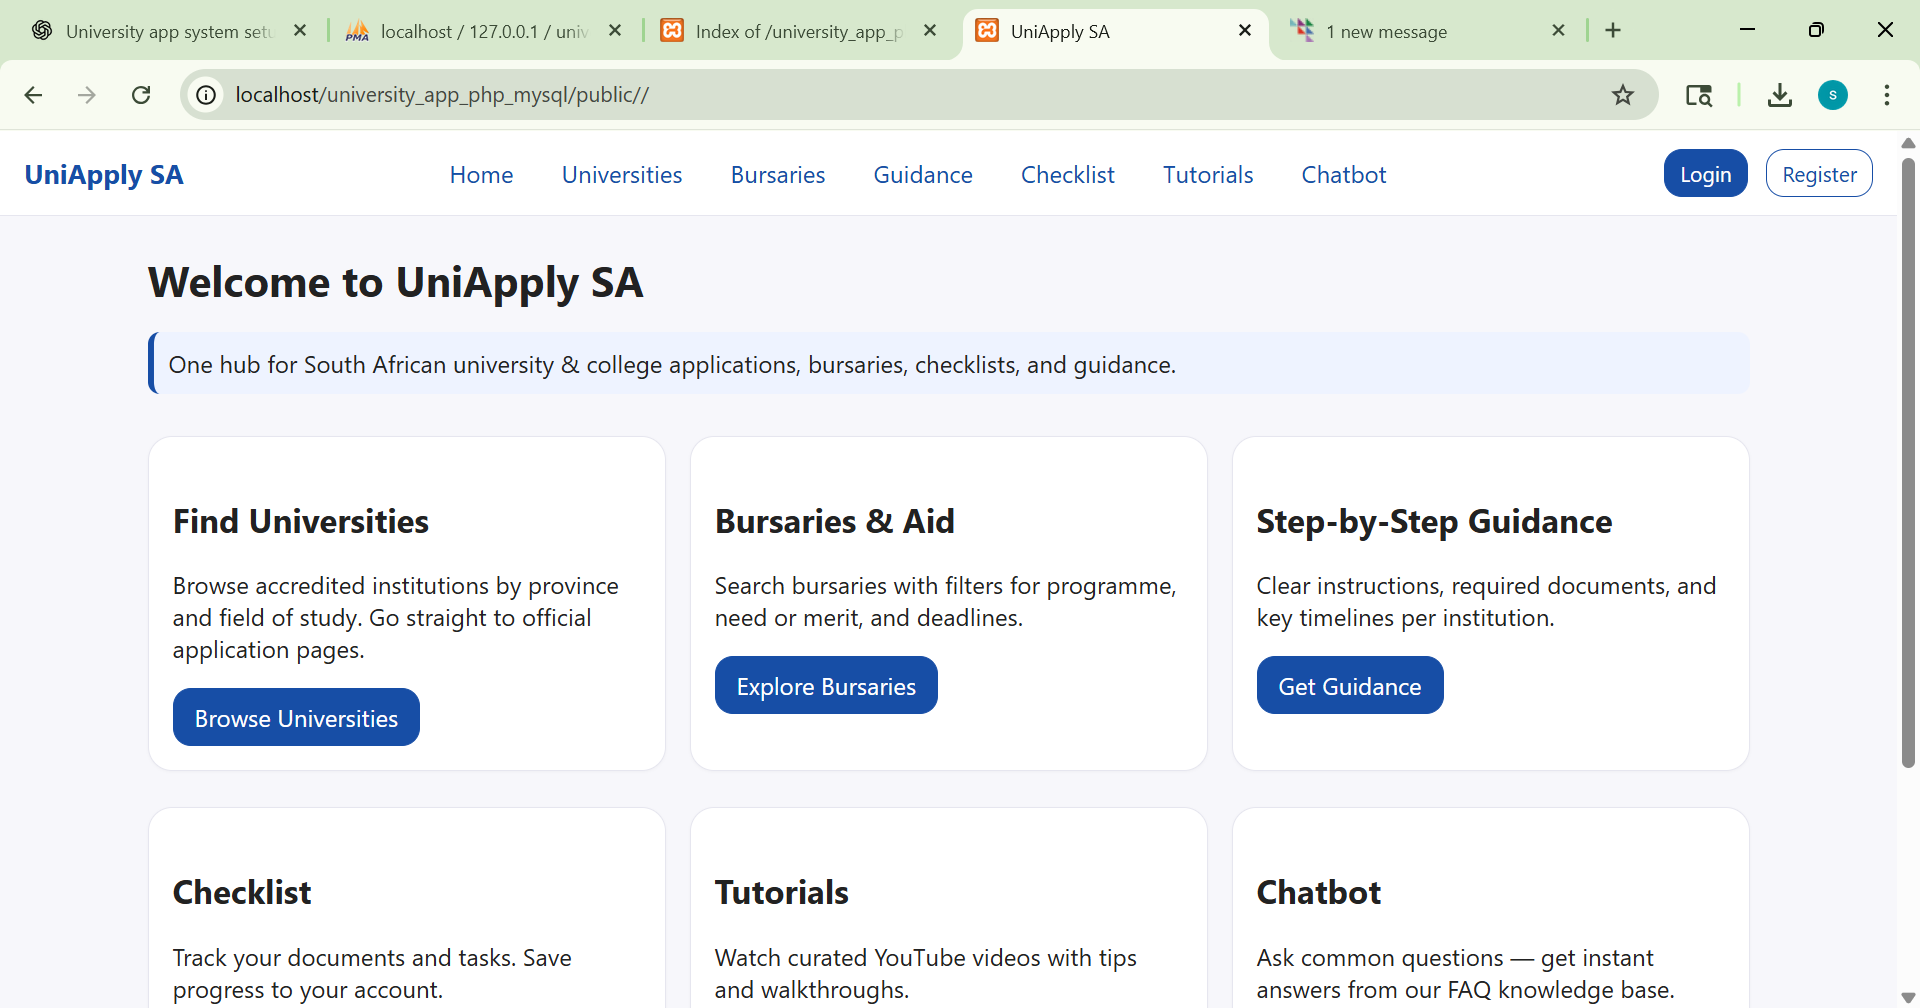 University app system setu
localhost / 127.0.0.1 / univ
Index of /university_app_p
UniApply SA
1 new message
localhost/university_app_php_mysql/public//
S
UniApply SA
Home
Universities
Bursaries
Guidance
Checklist
Tutorials
Chatbot
Login
Register
Welcome to UniApply SA
One hub for South African university & college applications, bursaries, checklists, and guidance.
Find Universities
Browse accredited institutions by province
and field of study. Go straight to official
application pages.
Browse Universities
Bursaries & Aid
Search bursaries with filters for programme,
need or merit, and deadlines.
Explore Bursaries
Step-by-Step Guidance
Clear instructions, required documents, and
key timelines per institution.
Get Guidance
Checklist
Track your documents and tasks. Save
progress to your account.
Tutorials
Watch curated YouTube videos with tips
and walkthroughs.
Chatbot
Ask common questions — get instant
answers from our FAQ knowledge base.